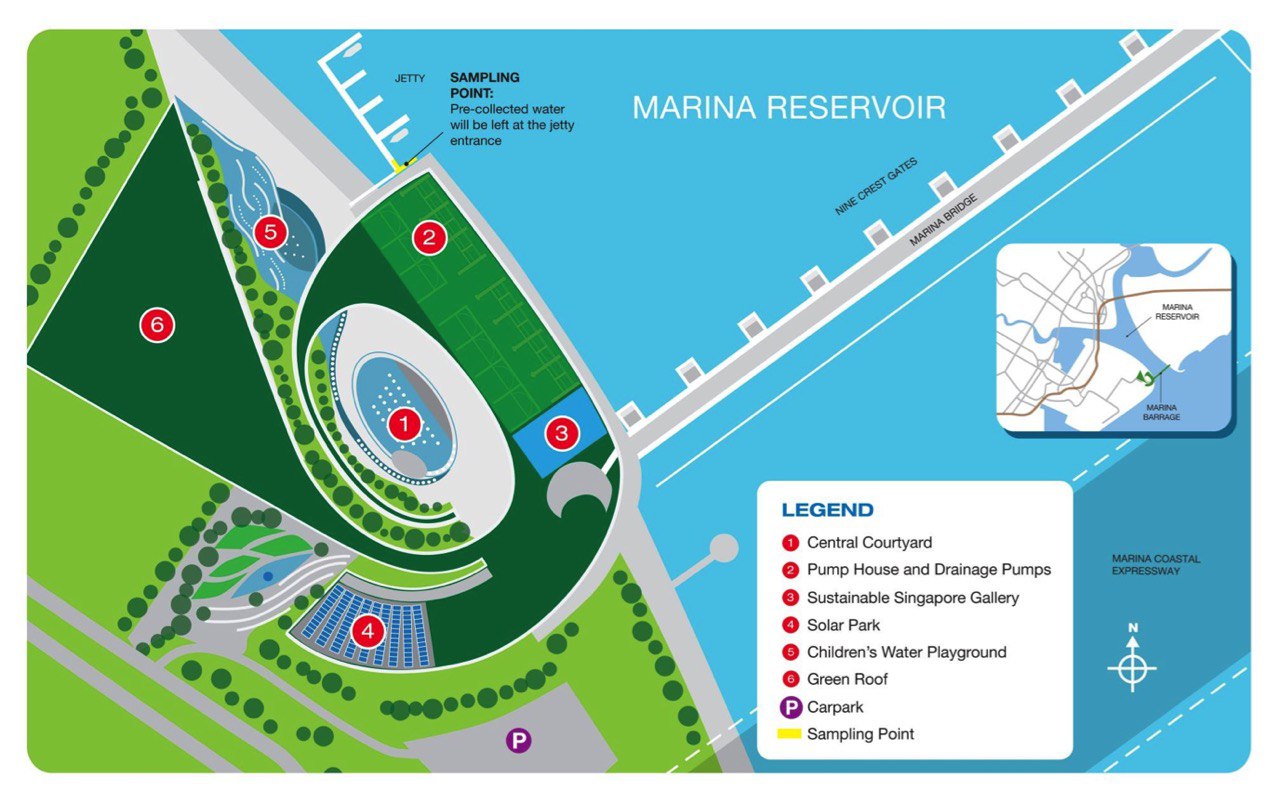 JETTY
SAMPLING
POINT:
Pre-collected water
will be left at the jetty
entrance
MARINA RESERVOIR
NINE CREST GATES
MARINA BRIDGE
5
2
6
1
3
4
P
MARINA
RESERVOIR
MARINA
BARRAGE
LEGEND
1 Central Courtyard
2 Pump House and Drainage Pumps
3 Sustainable Singapore Gallery
4 Solar Park
5 Children's Water Playground
6 Green Roof
P Carpark
Sampling Point
MARINA COASTAL
EXPRESSWAY
N